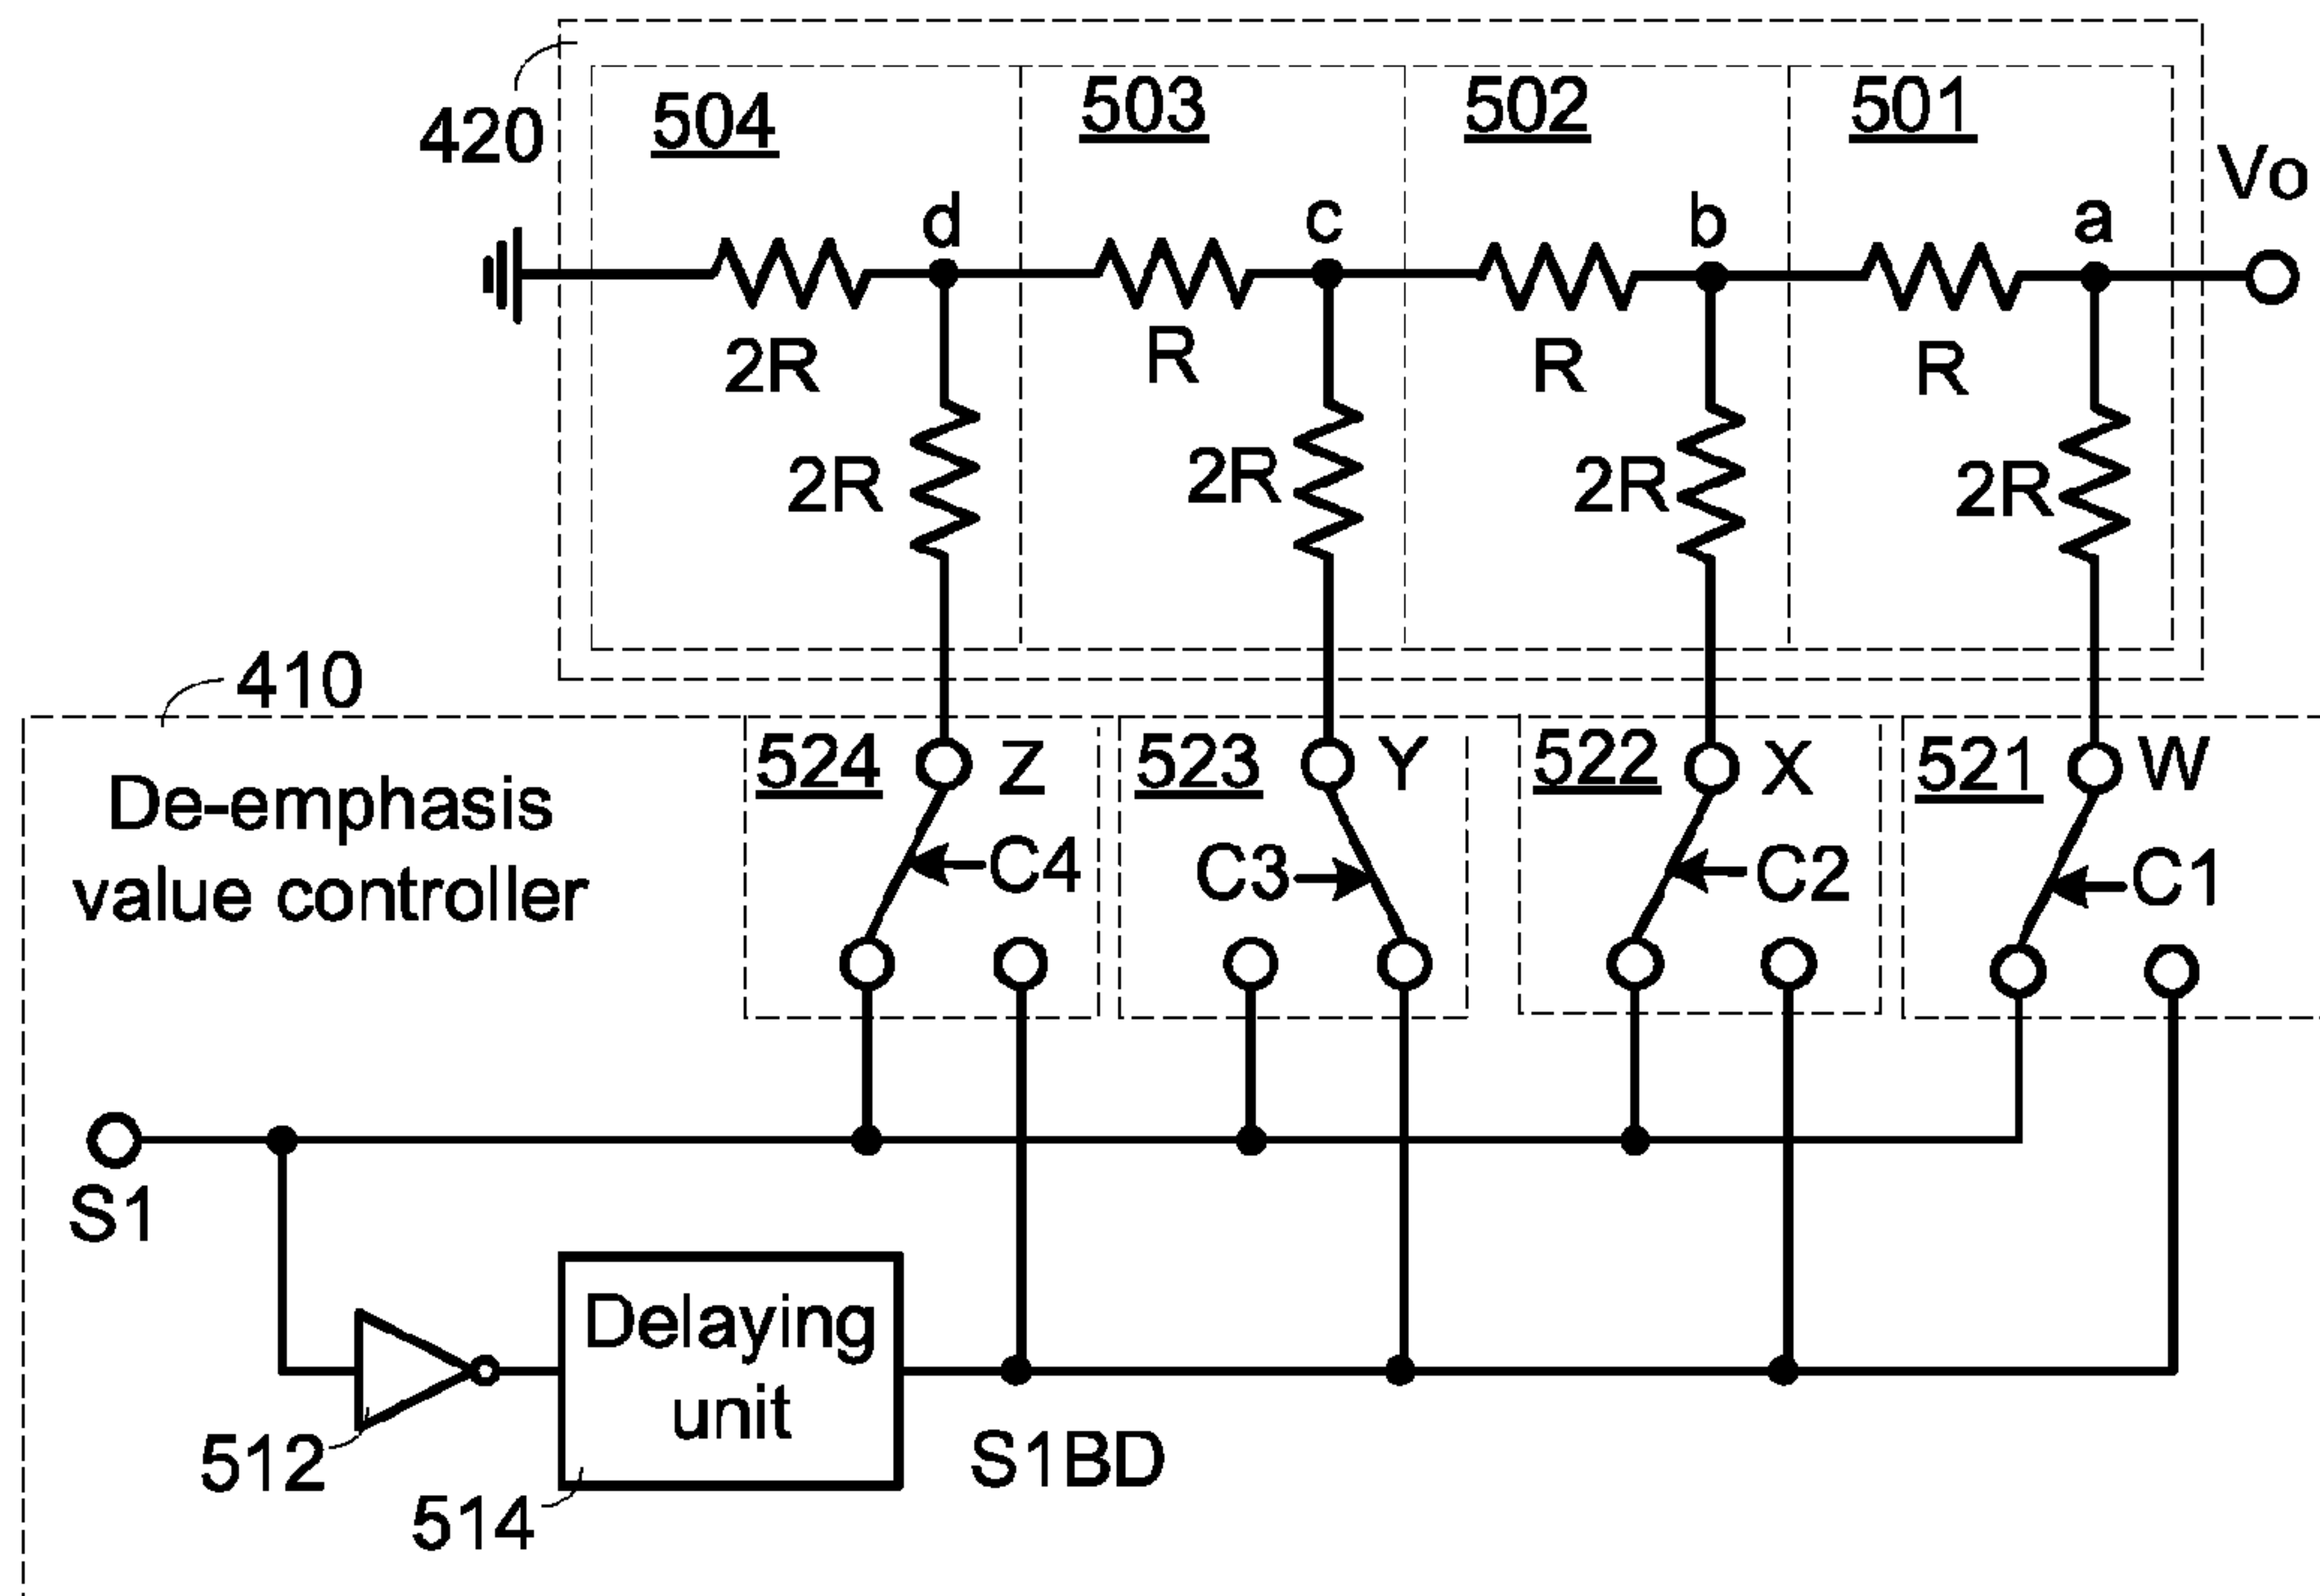 420
504
503
502
501
Vo
d
c
b
a
2R
R
R
R
2R
2R
2R
2R
410
De-emphasis
value controller
524
Z
523
Y
522
X
521
W
C4
C3
C2
C1
S1
Delaying
unit
512
514
S1BD